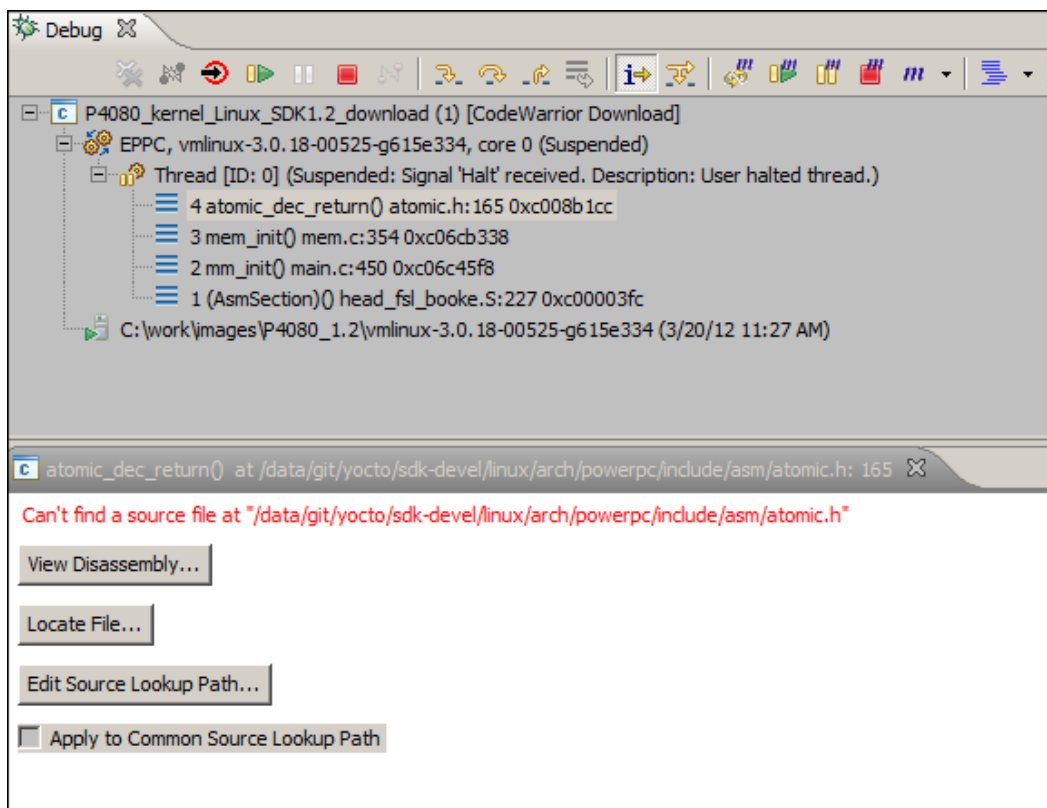 Debug
i
m
m
m
m
m
P4080_kernel_Linux_SDK1.2_download (1) [CodeWarrior Download]
EPPC, vmlinux-3.0.18-00525-g615e334, core 0 (Suspended)
Thread [ID: 0] (Suspended: Signal 'Halt' received. Description: User halted thread.)
4 atomic_dec_return() atomic.h:165 0xc008b1cc
3 mem_init() mem.c:354 0xc06cb338
2 mm_init() main.c:450 0xc06c45f8
1 (AsmSection)() head_fsl_booke.S:227 0xc00003fc
C:\work\images\P4080_1.2\vmlinux-3.0.18-00525-g615e334 (3/20/12 11:27 AM)
atomic_dec_return() at /data/git/yocto/sdk-devel/linux/arch/powerpc/include/asm/atomic.h: 165
Can't find a source file at "/data/git/yocto/sdk-devel/linux/arch/powerpc/include/asm/atomic.h"
View Disassembly...
Locate File...
Edit Source Lookup Path...
Apply to Common Source Lookup Path